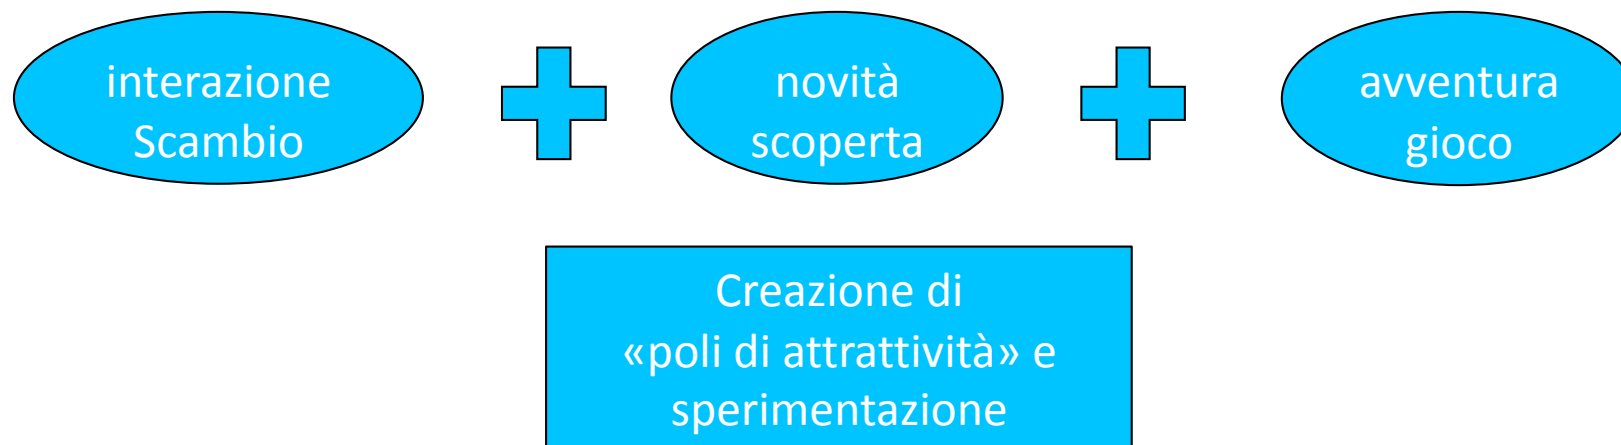 interazione
Scambio
novità
scoperta
avventura
gioco
Creazione di
«poli di attrattività» e
sperimentazione